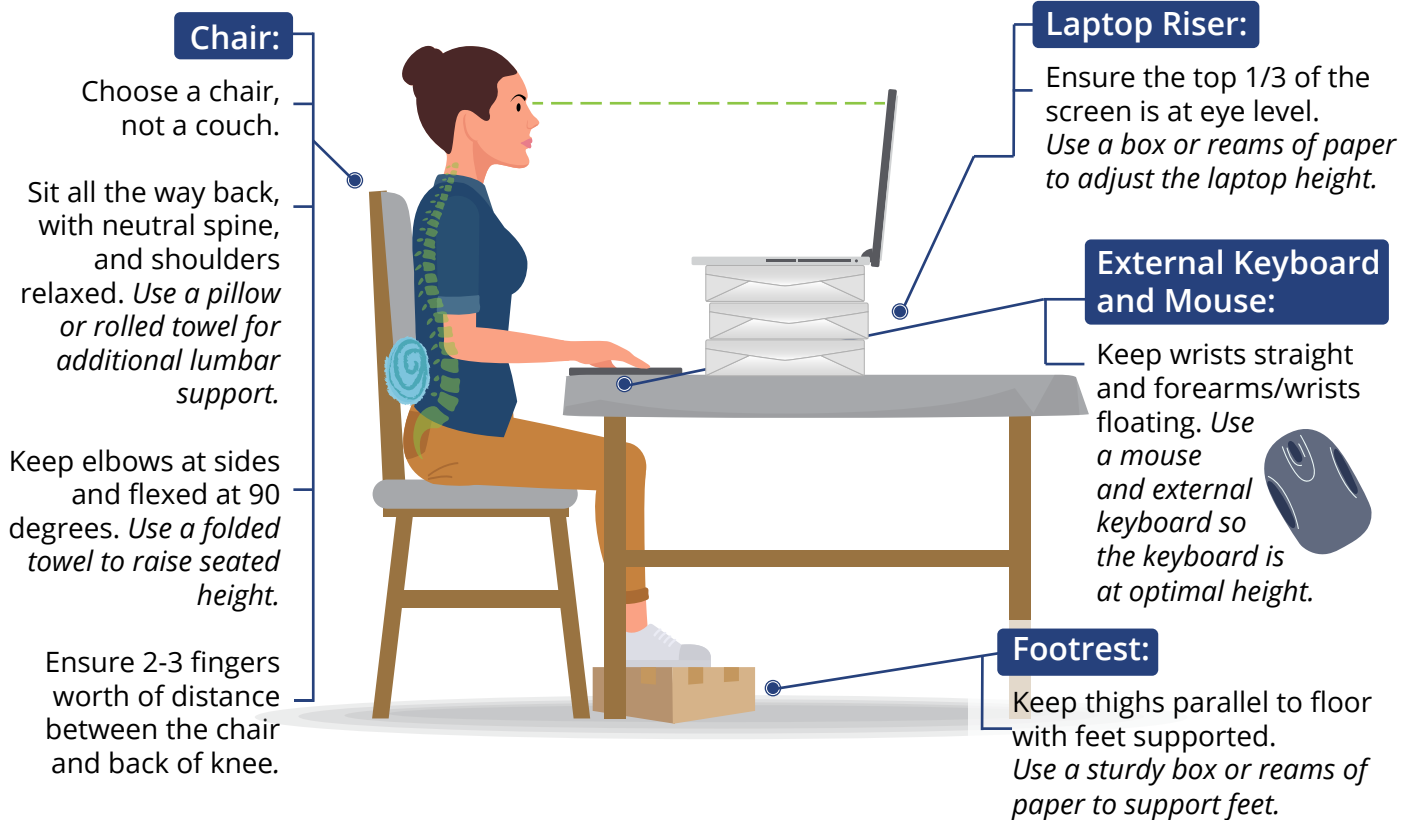 Chair:
Choose a chair,
not a couch.
Sit all the way back,
with neutral spine,
and shoulders
relaxed. Use a pillow
or rolled towel for
additional lumbar
support.
Keep elbows at sides
and flexed at 90
degrees. Use a folded
towel to raise seated
height.
Ensure 2-3 fingers
worth of distance
between the chair
and back of knee.
Laptop Riser:
Ensure the top 1/3 of the
screen is at eye level.
Use a box or reams of paper
to adjust the laptop height.
External Keyboard
and Mouse:
Keep wrists straight
and forearms/wrists
floating. Use
a mouse
and external
keyboard so
the keyboard is
at optimal height.
Footrest:
Keep thighs parallel to floor
with feet supported.
Use a sturdy box or reams of
paper to support feet.